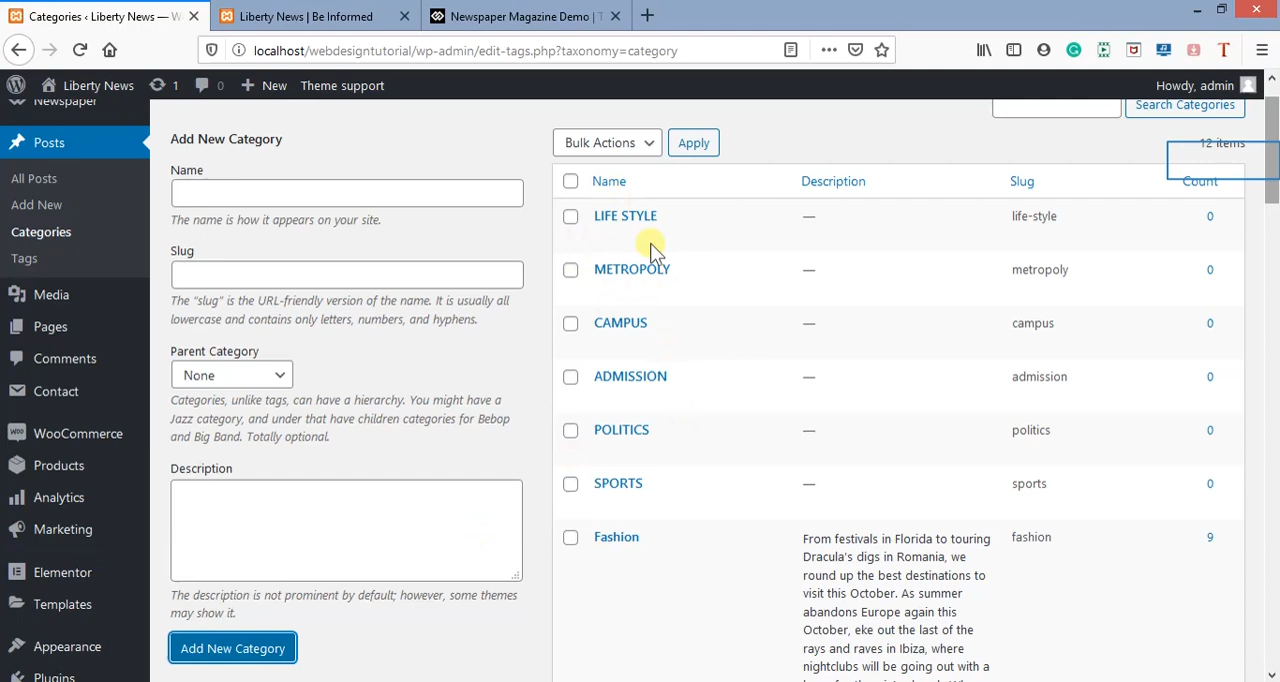 Categories ‹ Liberty News — W
Liberty News | Be Informed
Newspaper Magazine Demo | T
localhost/webdesigntutorial/wp-admin/edit-tags.php?taxonomy=category
Liberty News
1
0
New
Theme support
Howdy, admin
Newspaper
Posts
All Posts
Add New
Categories
Tags
Media
Pages
Comments
Contact
WooCommerce
Products
Analytics
Marketing
Elementor
Templates
Appearance
Plugins
Add New Category
Name
The name is how it appears on your site.
Slug
The “slug” is the URL-friendly version of the name. It is usually all
lowercase and contains only letters, numbers, and hyphens.
Parent Category
None
Categories, unlike tags, can have a hierarchy. You might have a
Jazz category, and under that have children categories for Bebop
and Big Band. Totally optional.
Description
The description is not prominent by default; however, some themes
may show it.
Add New Category
Search Categories
Bulk Actions
Apply
12 items
Name Description Slug Count
LIFE STYLE — life-style 0
METROPOLY — metropoly 0
CAMPUS — campus 0
ADMISSION — admission 0
POLITICS — politics 0
SPORTS — sports 0
Fashion From festivals in Florida to touring fashion 9
Dracula's digs in Romania, we
round up the best destinations to
visit this October. As summer
abandons Europe again this
October, eke out the last of the
rays and raves in Ibiza, where
nightclubs will be going out with a